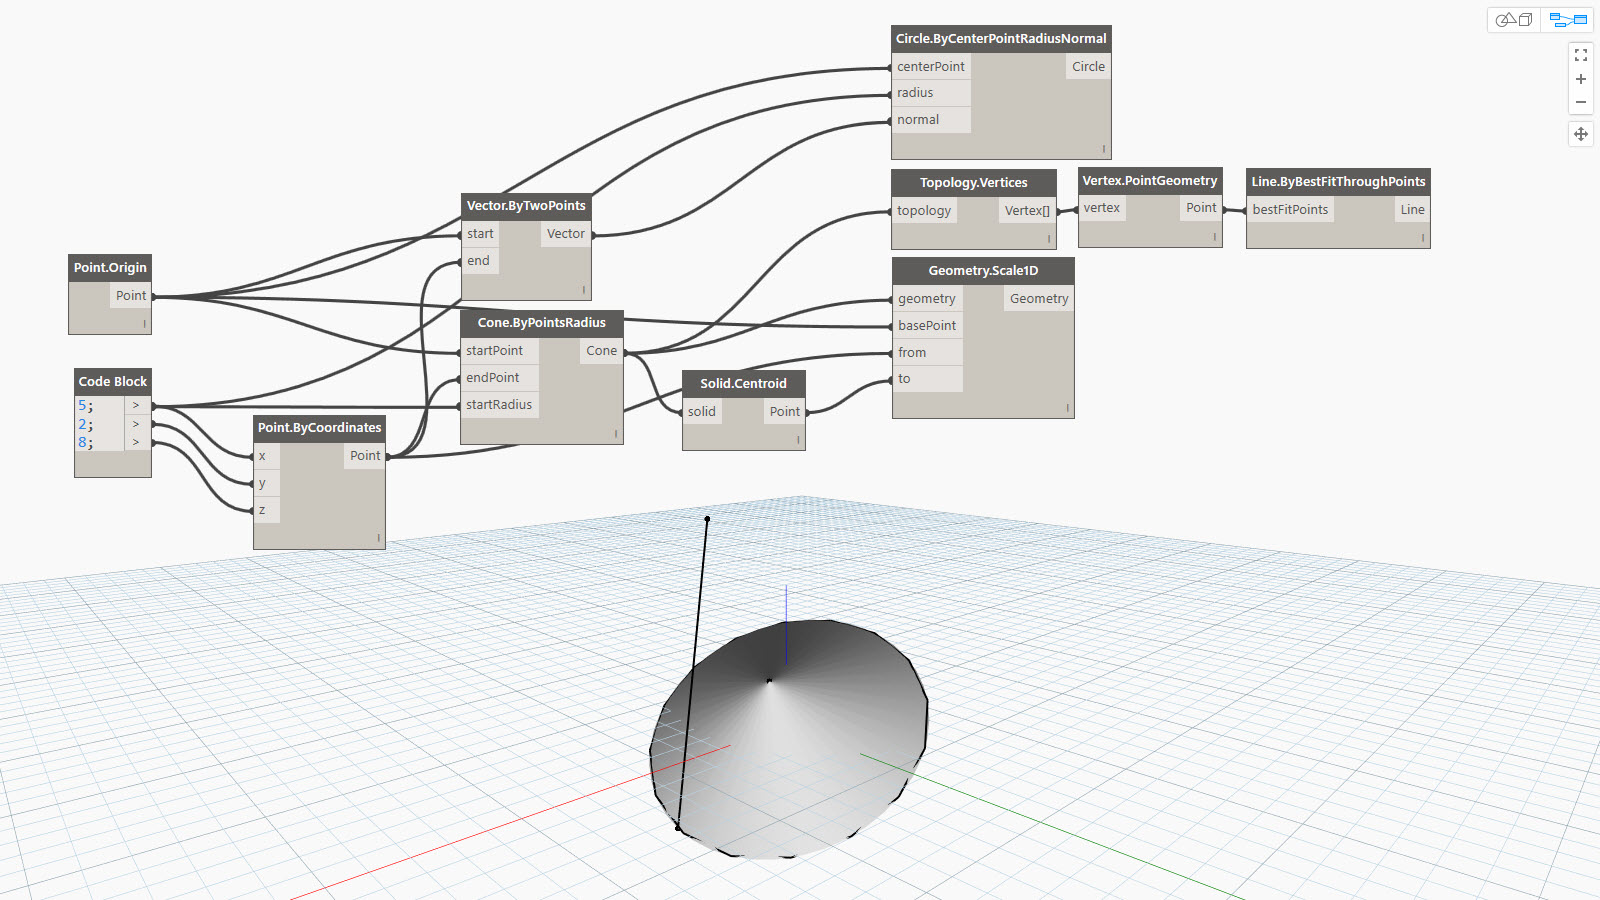 Circle.ByCenterPointRadiusNormal
centerPoint Circle
radius
normal
Topology.Vertices
topology Vertex[]
Vertex.PointGeometry
vertex Point
Line.ByBestFitThroughPoints
bestFitPoints Line
Vector.ByTwoPoints
start Vector
end
Point.Origin
Point
Geometry.Scale1D
geometry Geometry
basePoint
from
to
Cone.ByPointsRadius
startPoint Cone
endPoint
startRadius
Code Block
5; >
2; >
8; >
Solid.Centroid
solid Point
Point.ByCoordinates
x Point
y
z